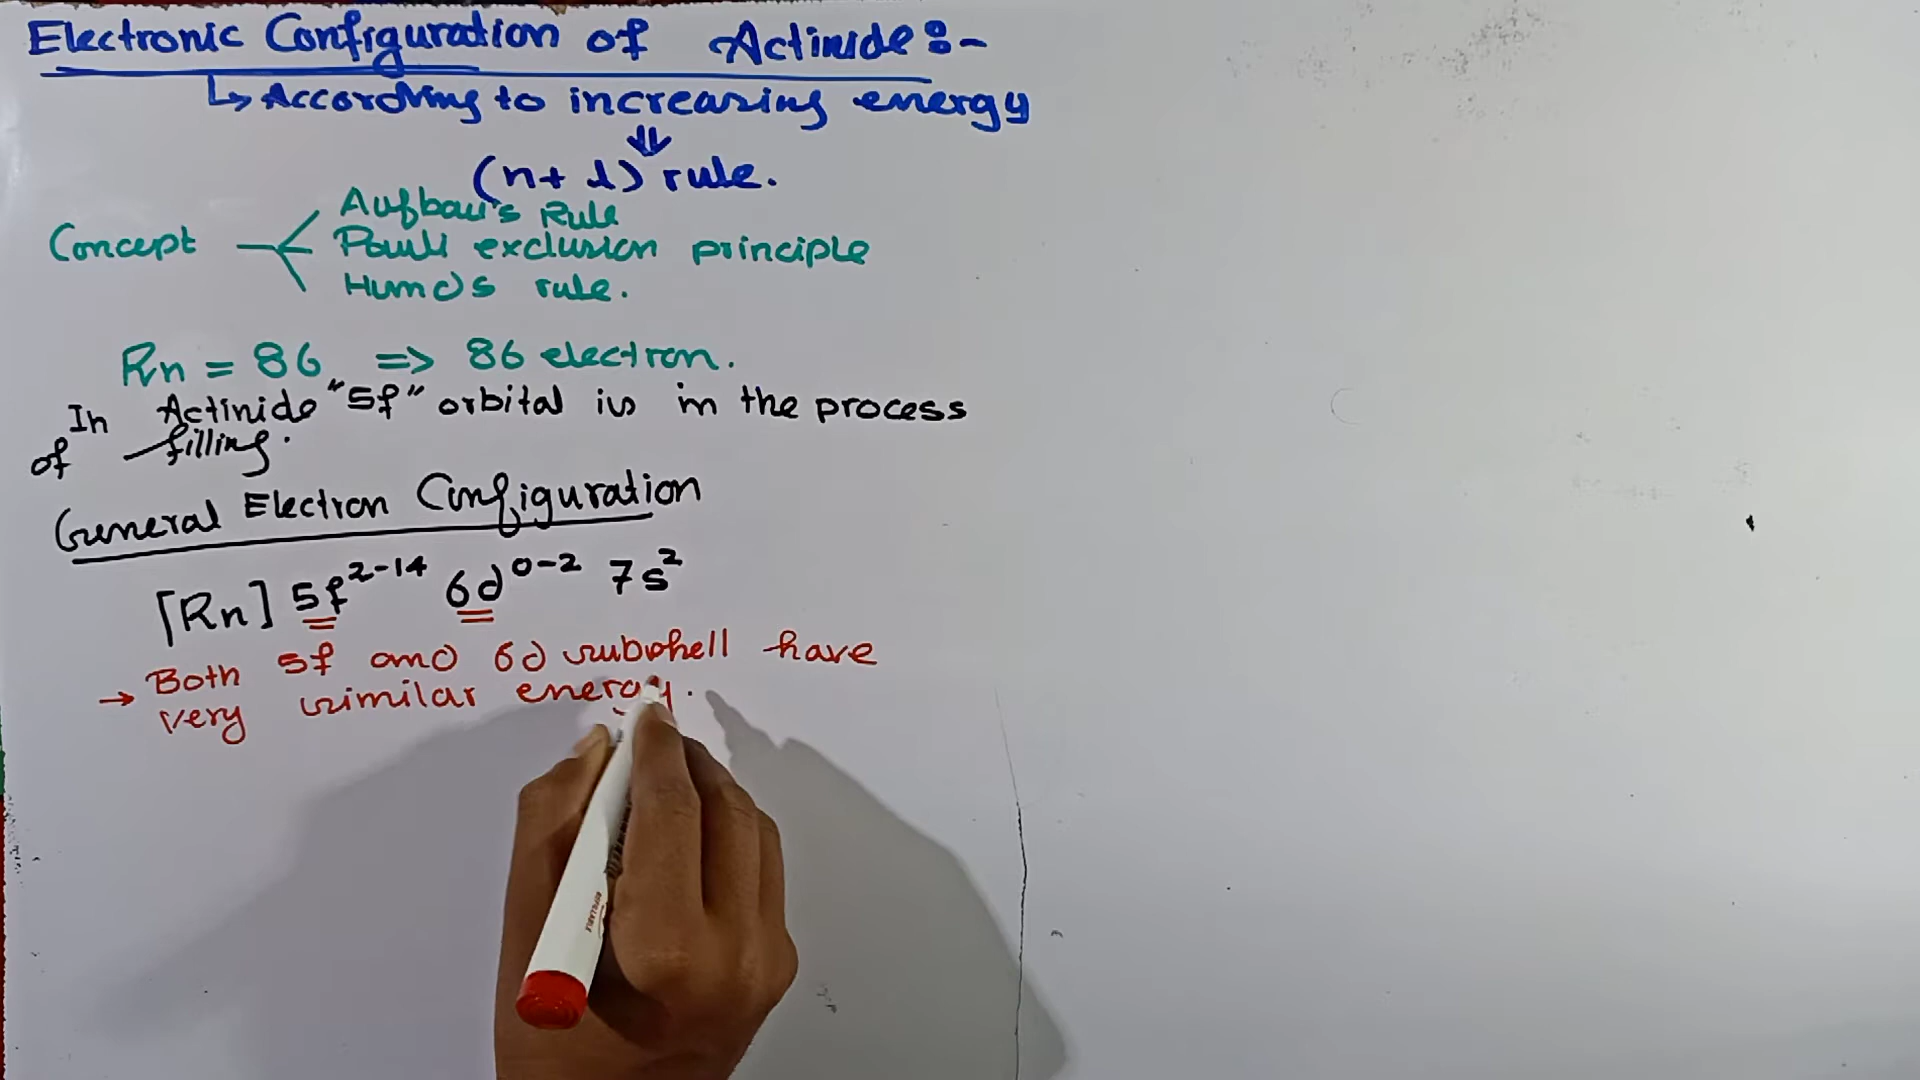 Electronic Configuration of Actinide:-
↳ According to increasing energy
⇓
(n + l) rule.
Concept
Aufbau's Rule
Pauli exclusion principle
Hund's rule.
Rn = 86 => 86 electron.
In Actinide "5f" orbital is in the process
of filling.
General Electron Configuration
[Rn] 5f²⁻¹⁴ 6d⁰⁻² 7s²
→ Both 5f and 6d subshell have
very similar energy.